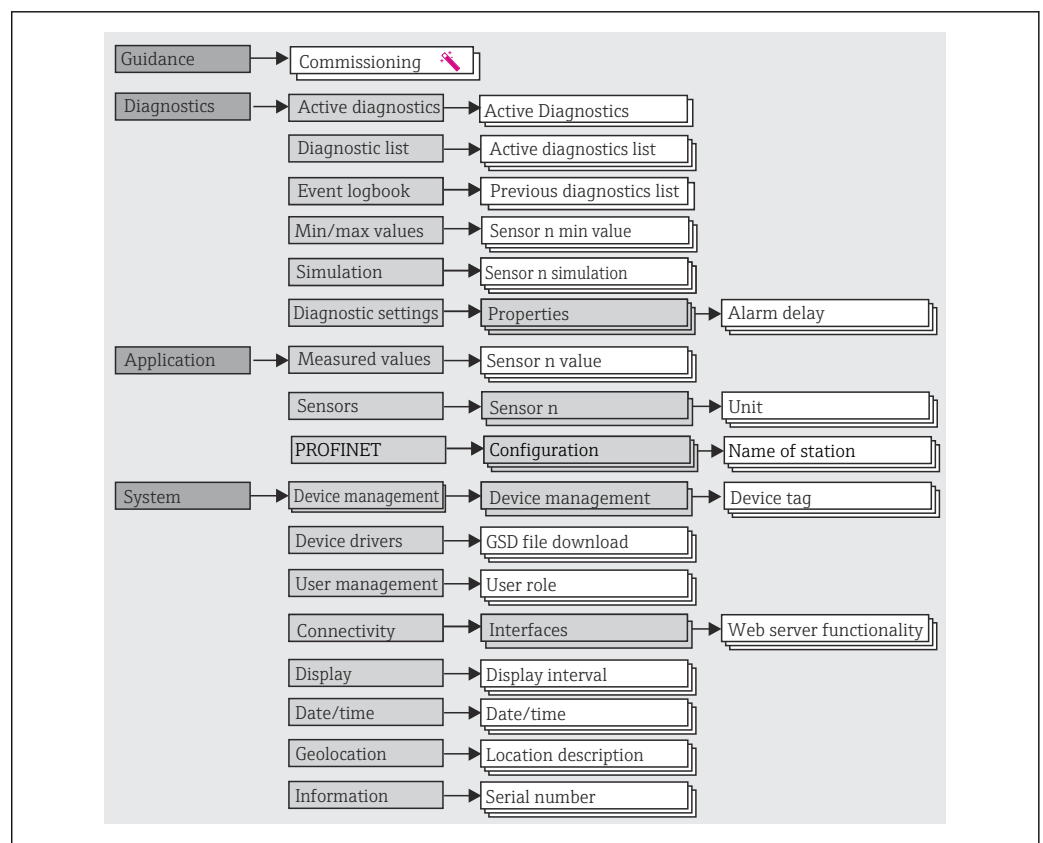 Guidance
Commissioning
Diagnostics
Active diagnostics
Active Diagnostics
Diagnostic list
Active diagnostics list
Event logbook
Previous diagnostics list
Min/max values
Sensor n min value
Simulation
Sensor n simulation
Diagnostic settings
Properties
Alarm delay
Application
Measured values
Sensor n value
Sensors
Sensor n
Unit
PROFINET
Configuration
Name of station
System
Device management
Device management
Device tag
Device drivers
GSD file download
User management
User role
Connectivity
Interfaces
Web server functionality
Display
Display interval
Date/time
Date/time
Geolocation
Location description
Information
Serial number